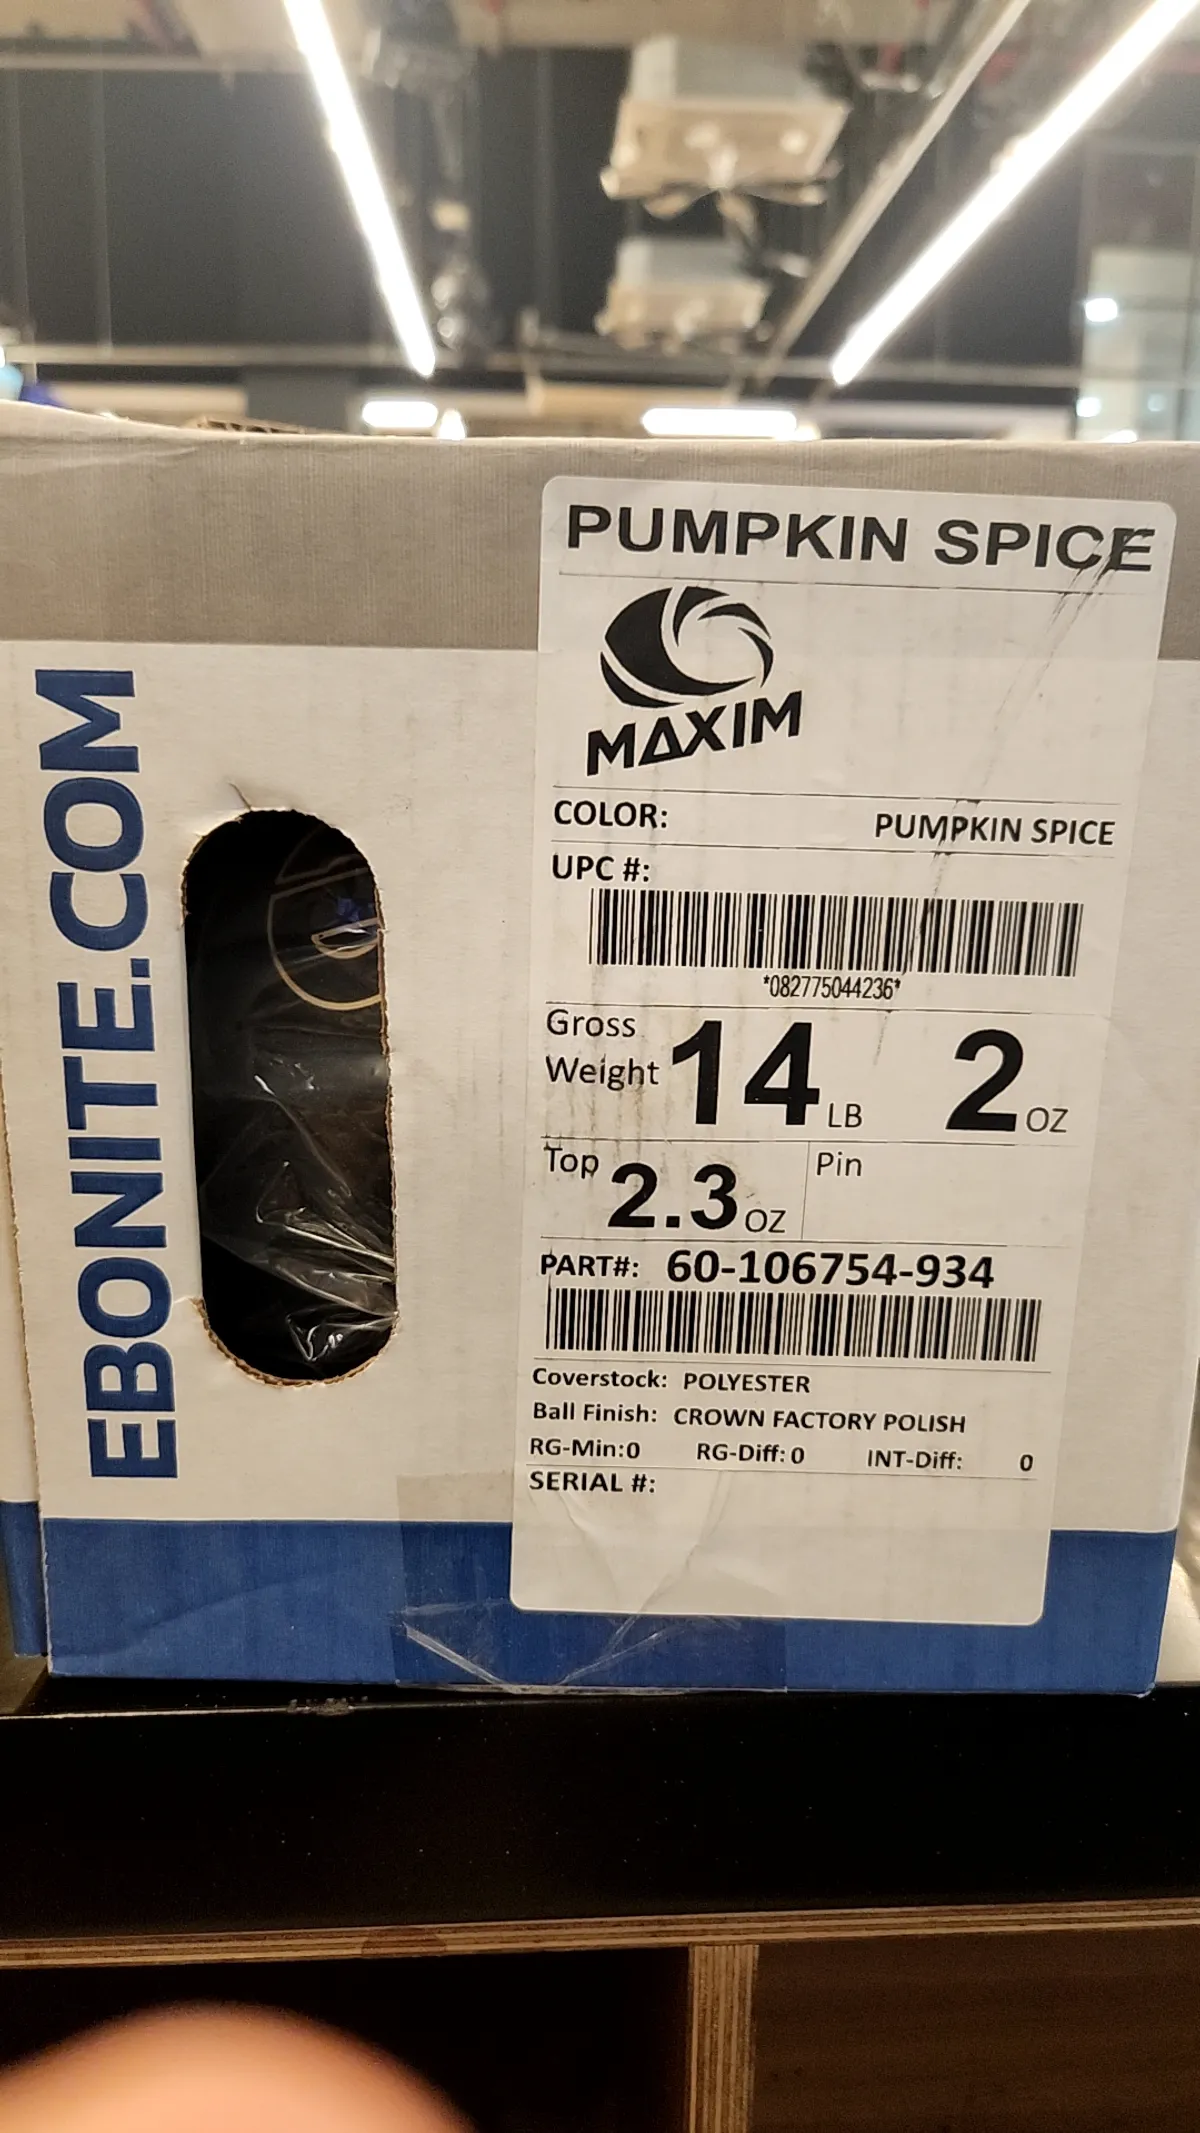 EBONITE.COM
PUMPKIN SPICE
MAXIM
COLOR: PUMPKIN SPICE
UPC #:
*082775044236*
Gross Weight 14 LB 2 OZ
Top 2.3 OZ Pin
PART#: 60-106754-934
Coverstock: POLYESTER
Ball Finish: CROWN FACTORY POLISH
RG-Min:0 RG-Diff: 0 INT-Diff: 0
SERIAL #: